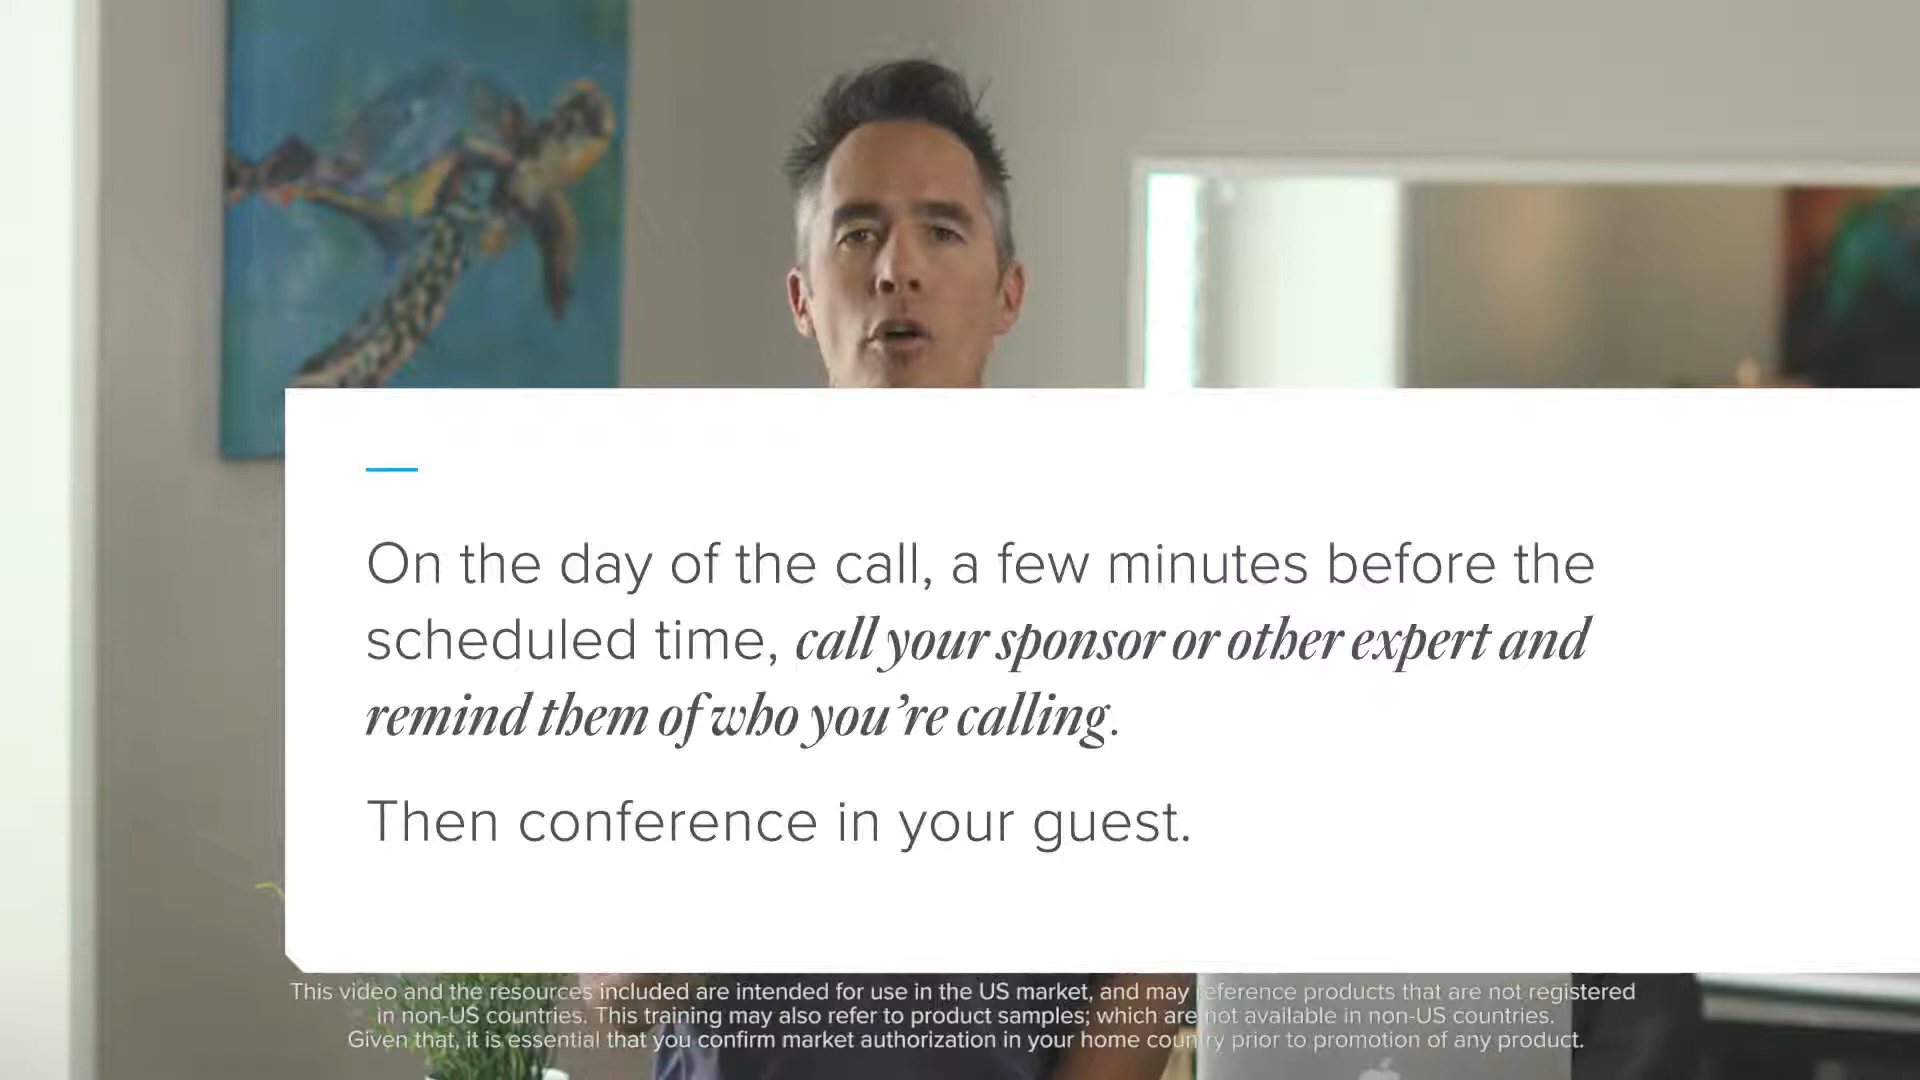 On the day of the call, a few minutes before the
scheduled time, call your sponsor or other expert and
remind them of who you're calling.
Then conference in your guest.
This video and the resources included are intended for use in the US market, and may reference products that are not registered
in non-US countries. This training may also refer to product samples; which are not available in non-US countries.
Given that, it is essential that you confirm market authorization in your home country prior to promotion of any product.